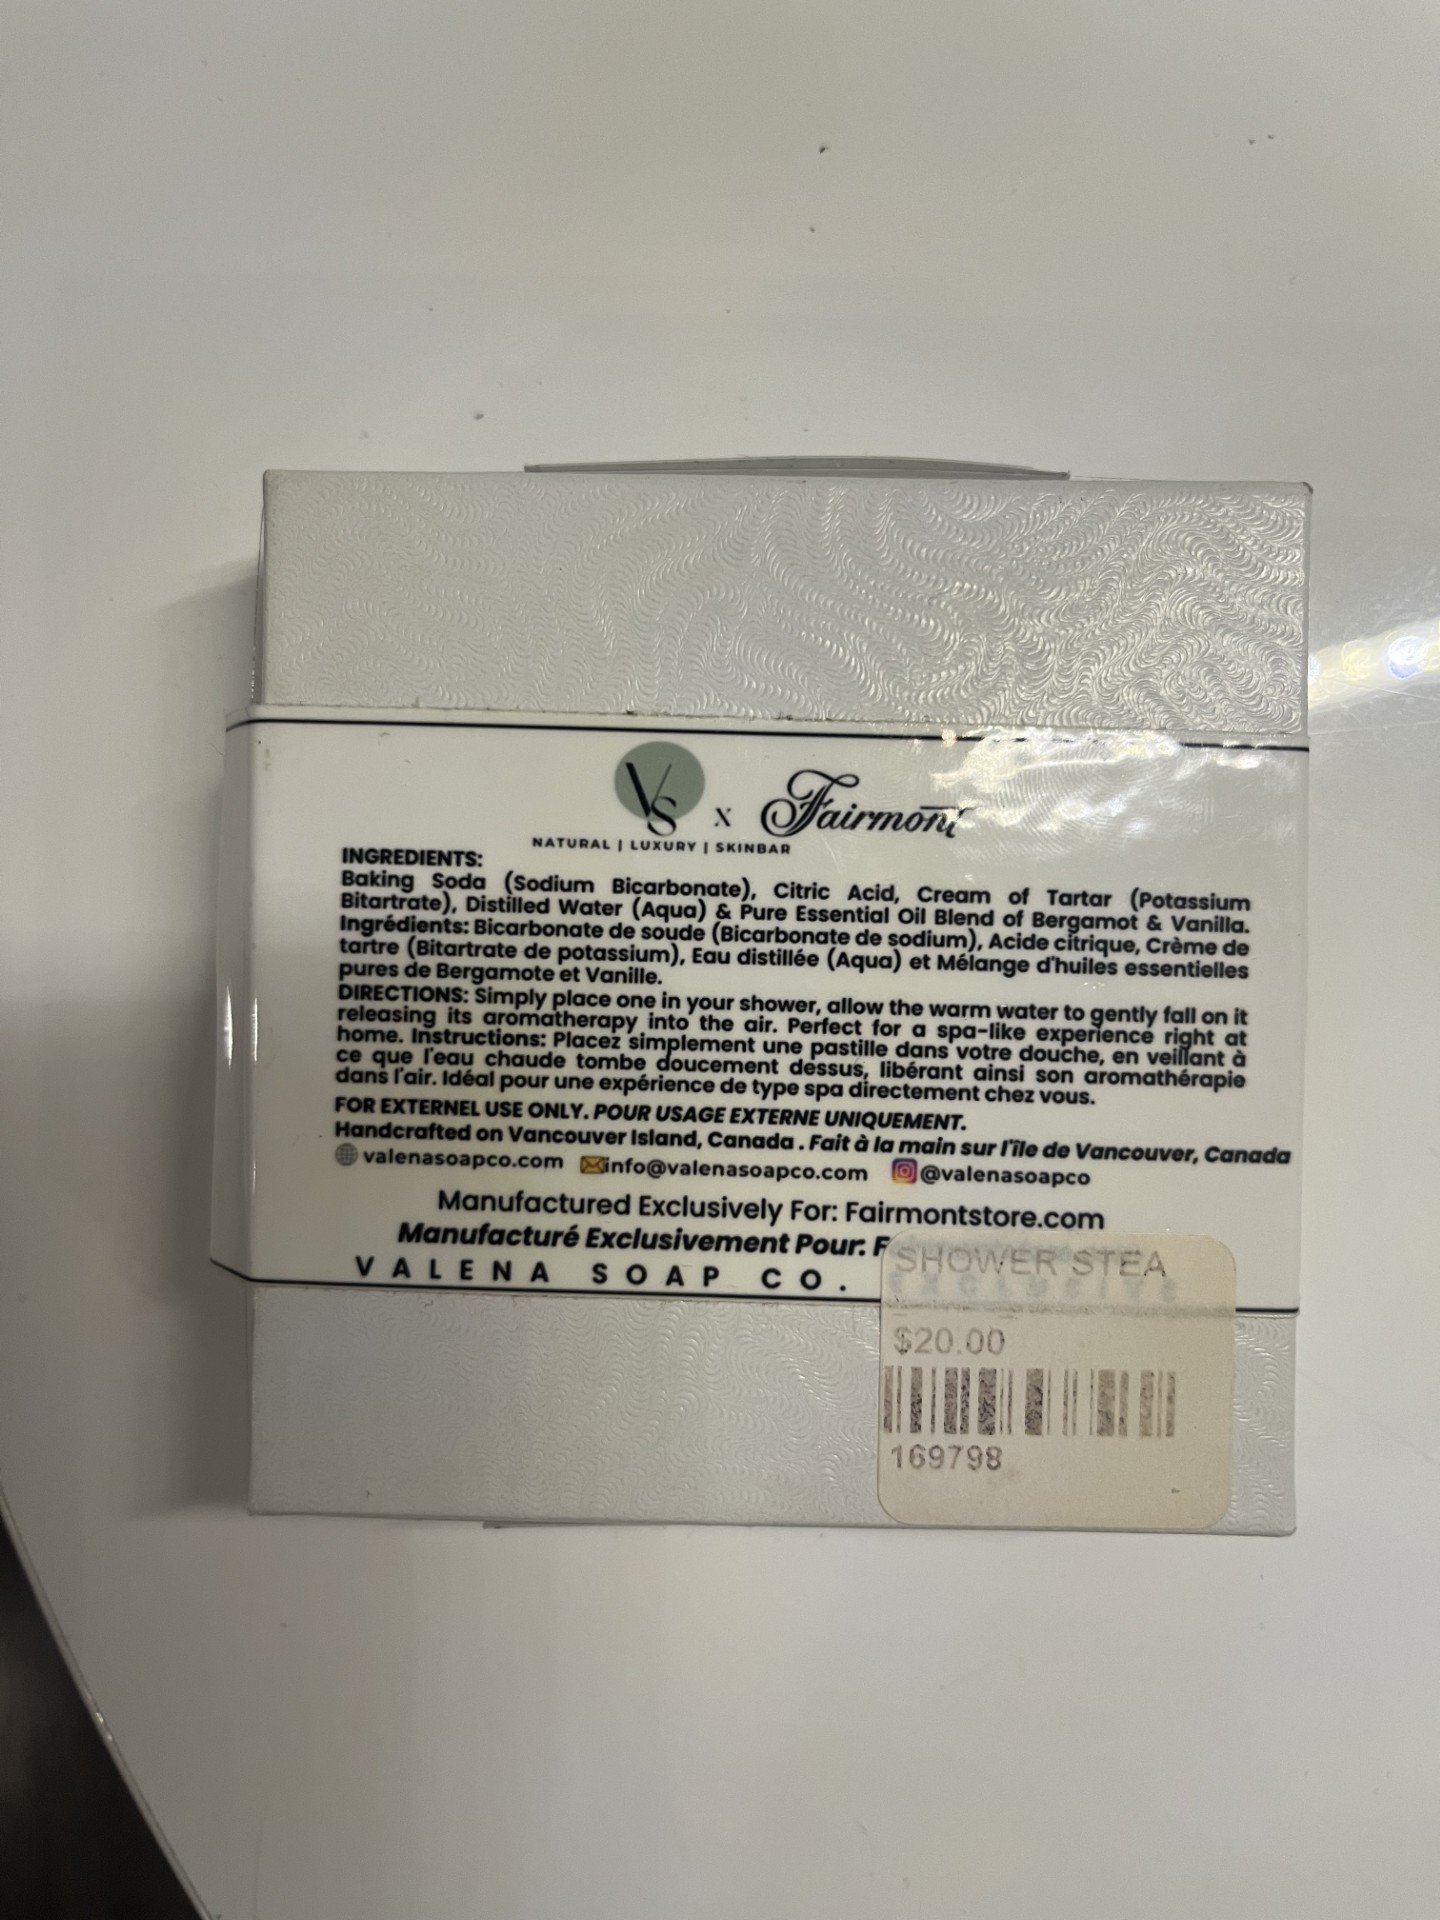 VS x Fairmont
NATURAL | LUXURY | SKINBAR
INGREDIENTS:
Baking Soda (Sodium Bicarbonate), Citric Acid, Cream of Tartar (Potassium
Bitartrate), Distilled Water (Aqua) & Pure Essential Oil Blend of Bergamot & Vanilla.
Ingrédients: Bicarbonate de soude (Bicarbonate de sodium), Acide citrique, Crème de
tartre (Bitartrate de potassium), Eau distillée (Aqua) et Mélange d'huiles essentielles
pures de Bergamote et Vanille.
DIRECTIONS: Simply place one in your shower, allow the warm water to gently fall on it
releasing its aromatherapy into the air. Perfect for a spa-like experience right at
home. Instructions: Placez simplement une pastille dans votre douche, en veillant à
ce que l'eau chaude tombe doucement dessus, libérant ainsi son aromathérapie
dans l'air. Idéal pour une expérience de type spa directement chez vous.
FOR EXTERNEL USE ONLY. POUR USAGE EXTERNE UNIQUEMENT.
Handcrafted on Vancouver Island, Canada . Fait à la main sur l'île de Vancouver, Canada
valenasoapco.com info@valenasoapco.com @valenasoapco
Manufactured Exclusively For: Fairmontstore.com
Manufacturé Exclusivement Pour: F
VALENA SOAP CO. EXCLUSIVE
SHOWER STEA
$20.00
169798